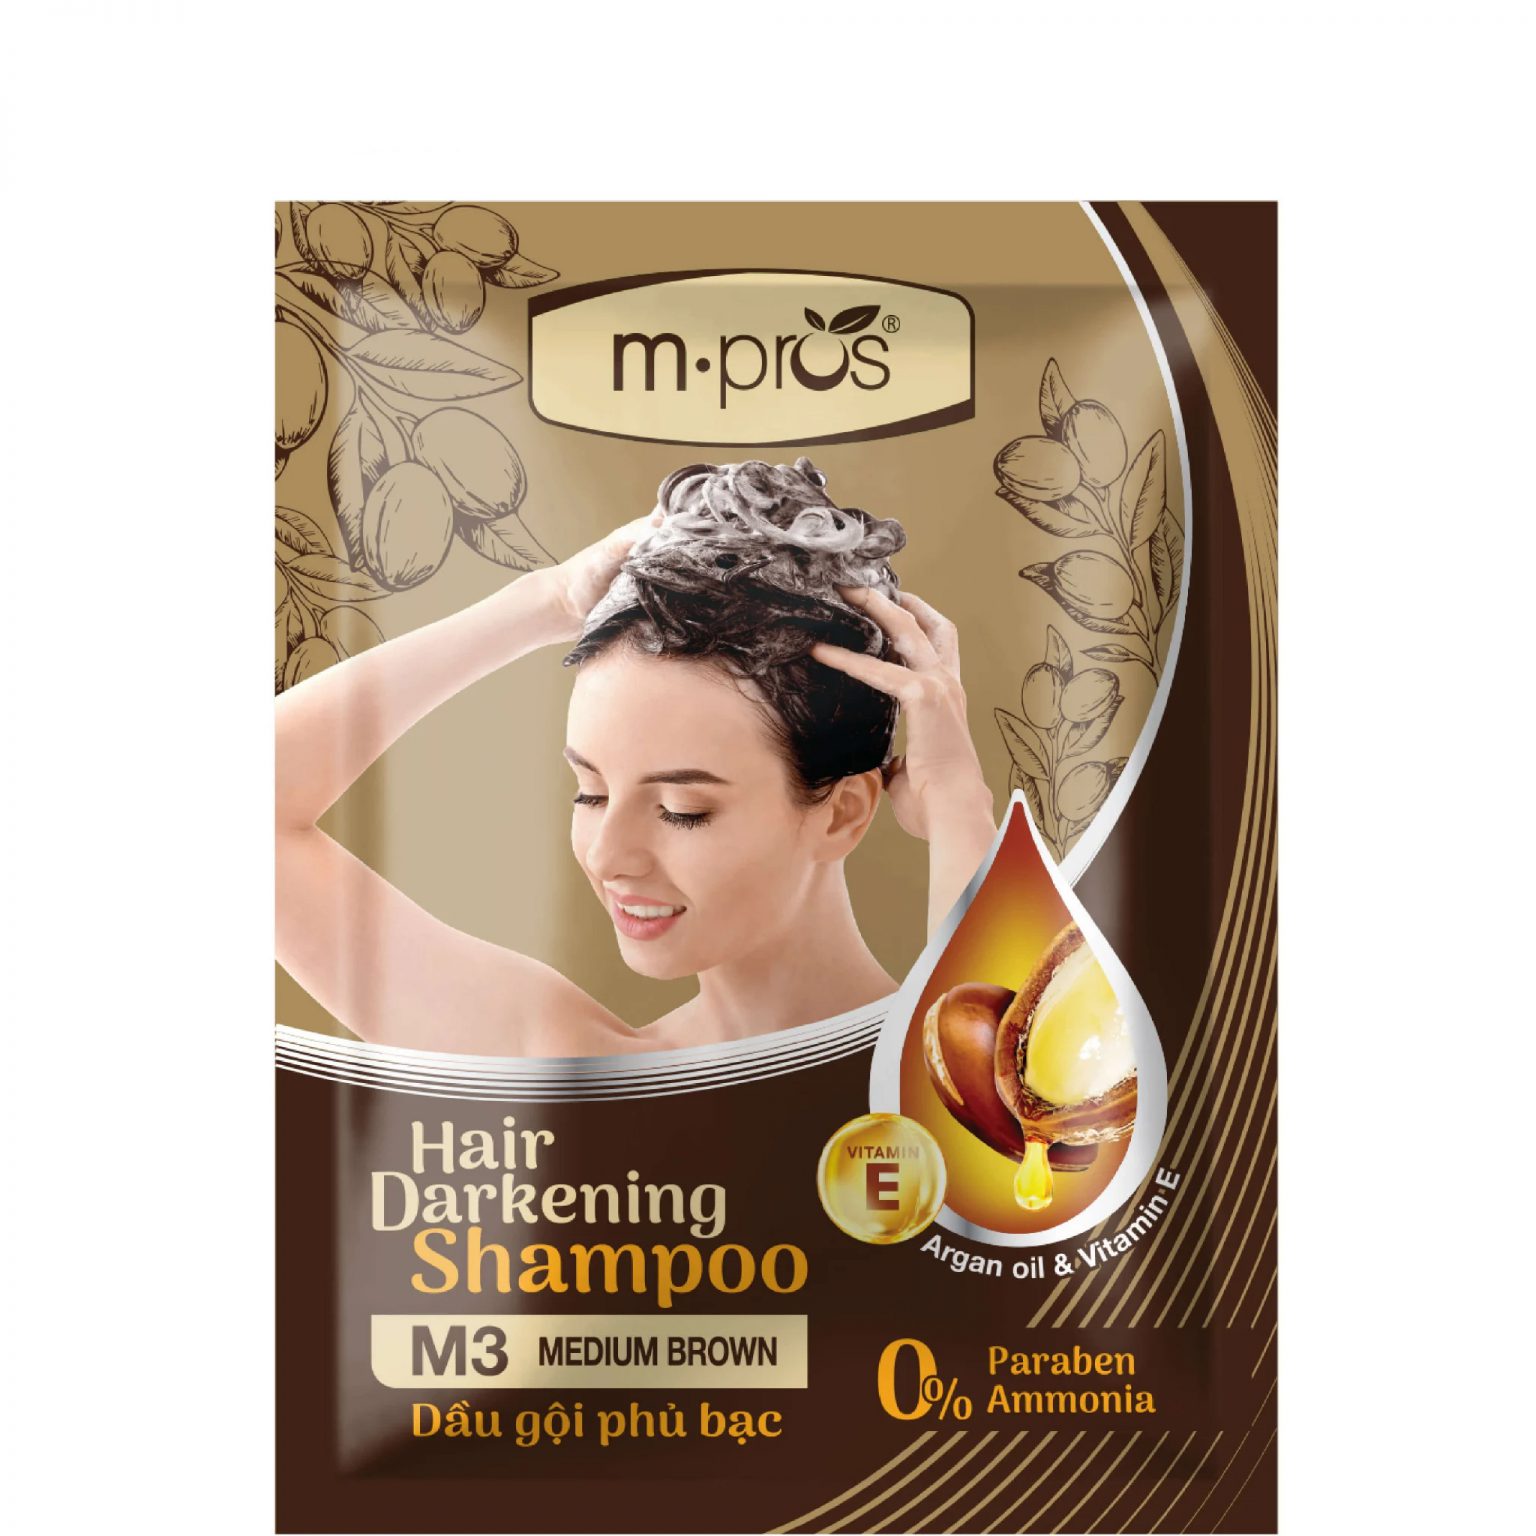 m·pros®
VITAMIN
E
Argan oil & Vitamin E
Hair
Darkening
Shampoo
M3 MEDIUM BROWN
Dầu gội phủ bạc
0% Paraben
Ammonia